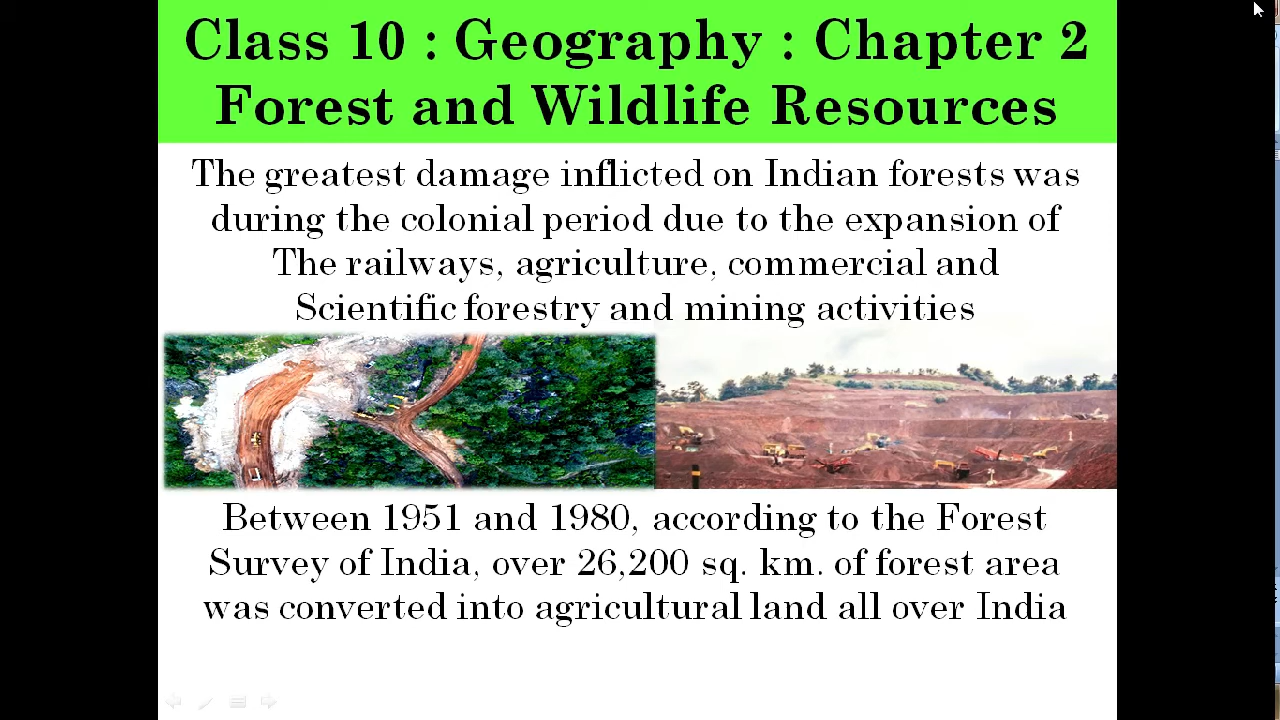 Class 10 : Geography : Chapter 2
Forest and Wildlife Resources
The greatest damage inflicted on Indian forests was
during the colonial period due to the expansion of
The railways, agriculture, commercial and
Scientific forestry and mining activities
Between 1951 and 1980, according to the Forest
Survey of India, over 26,200 sq. km. of forest area
was converted into agricultural land all over India